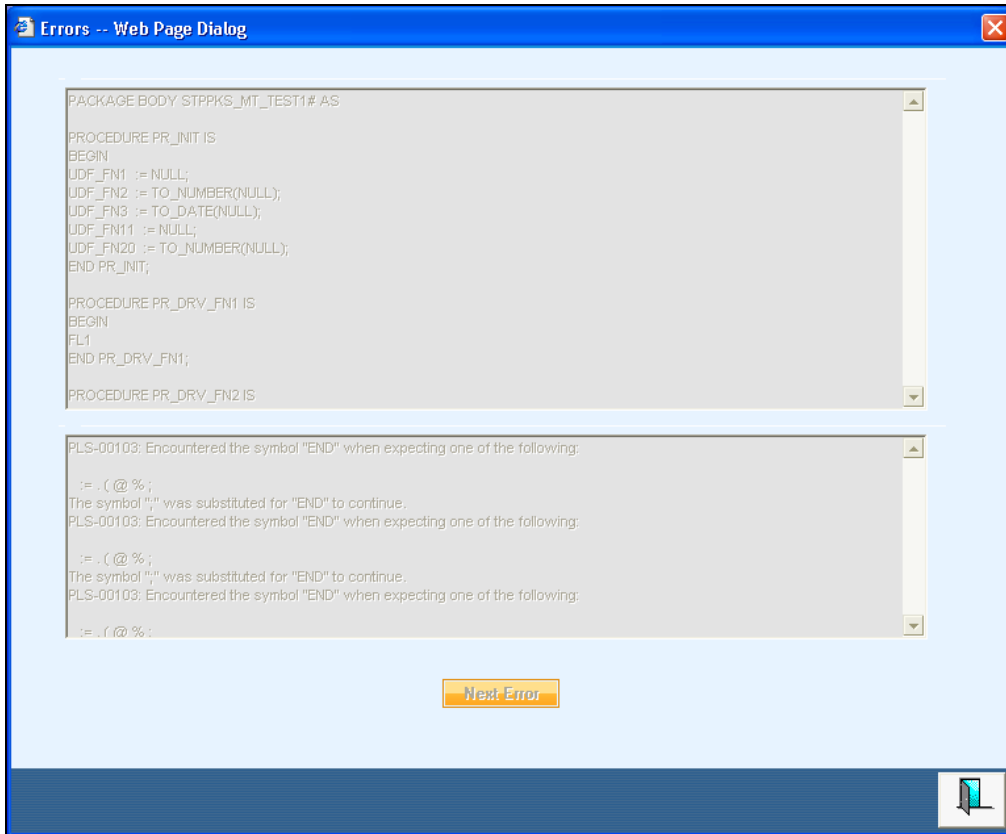 Errors -- Web Page Dialog
PACKAGE BODY STPPKS_MT_TEST1# AS
PROCEDURE PR_INIT IS
BEGIN
UDF_FN1 := NULL;
UDF_FN2 := TO_NUMBER(NULL);
UDF_FN3 := TO_DATE(NULL);
UDF_FN11 := NULL;
UDF_FN20 := TO_NUMBER(NULL);
END PR_INIT;
PROCEDURE PR_DRV_FN1 IS
BEGIN
FL1
END PR_DRV_FN1;
PROCEDURE PR_DRV_FN2 IS
PLS-00103: Encountered the symbol "END" when expecting one of the following:
:= . ( @ % ;
The symbol ";" was substituted for "END" to continue.
PLS-00103: Encountered the symbol "END" when expecting one of the following:
:= . ( @ % ;
The symbol ";" was substituted for "END" to continue.
PLS-00103: Encountered the symbol "END" when expecting one of the following:
:= . ( @ % ;
Next Error